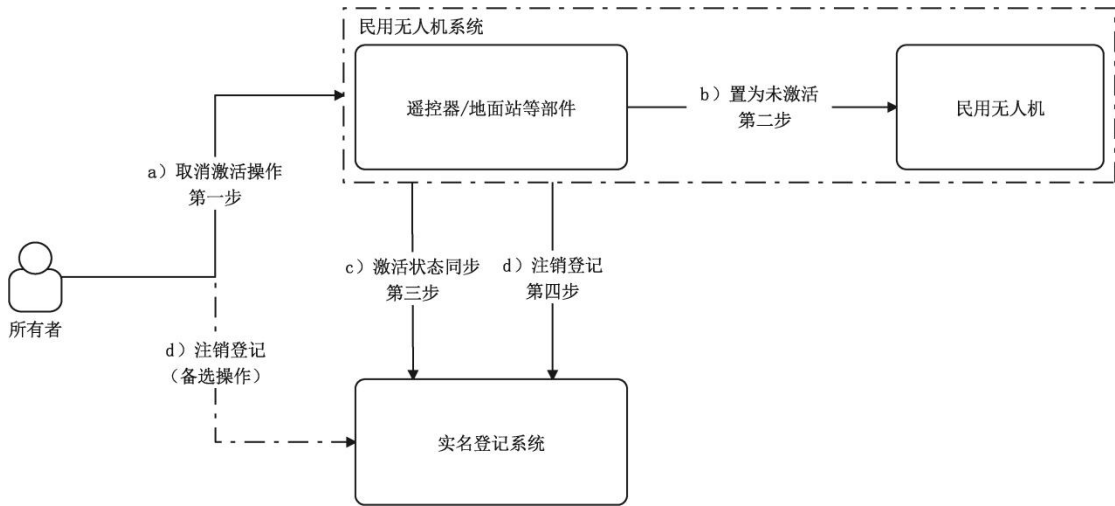 民用无人机系统
遥控器/地面站等部件
b）置为未激活
第二步
民用无人机
a）取消激活操作
第一步
c）激活状态同步
第三步
d）注销登记
第四步
所有者
d）注销登记
（备选操作）
实名登记系统